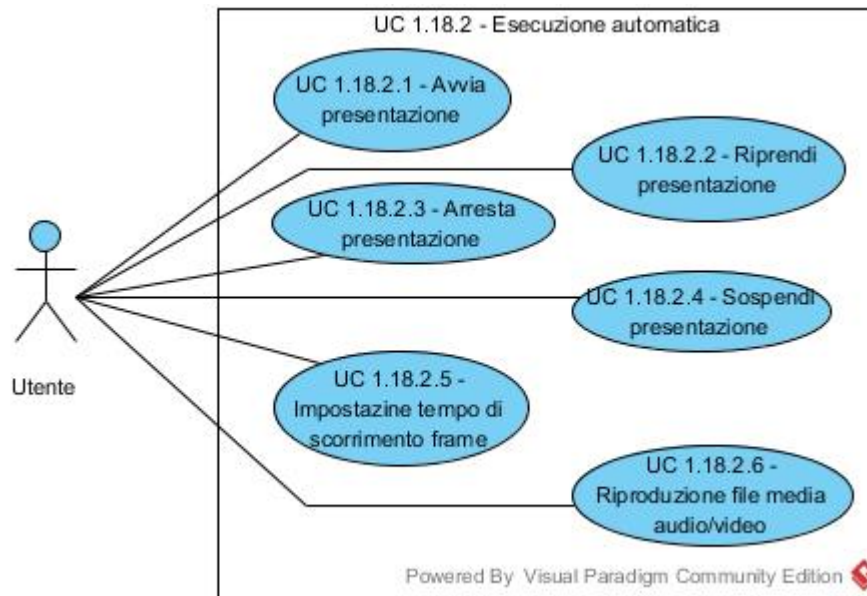 UC 1.18.2 - Esecuzione automatica
UC 1.18.2.1 - Avvia
presentazione
UC 1.18.2.2 - Riprendi
presentazione
UC 1.18.2.3 - Arresta
presentazione
UC 1.18.2.4 - Sospendi
presentazione
Utente
UC 1.18.2.5 -
Impostazine tempo di
scorrimento frame
UC 1.18.2.6 -
Riproduzione file media
audio/video
Powered By Visual Paradigm Community Edition